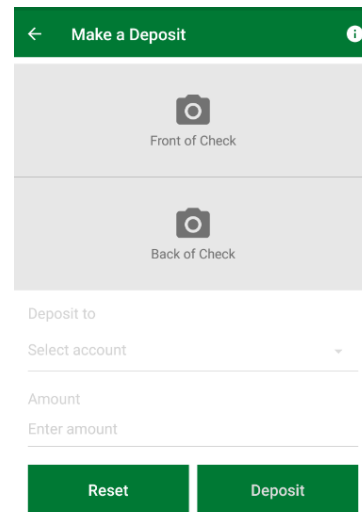 Make a Deposit
Front of Check
Back of Check
Deposit to
Select account
Amount
Enter amount
Reset Deposit